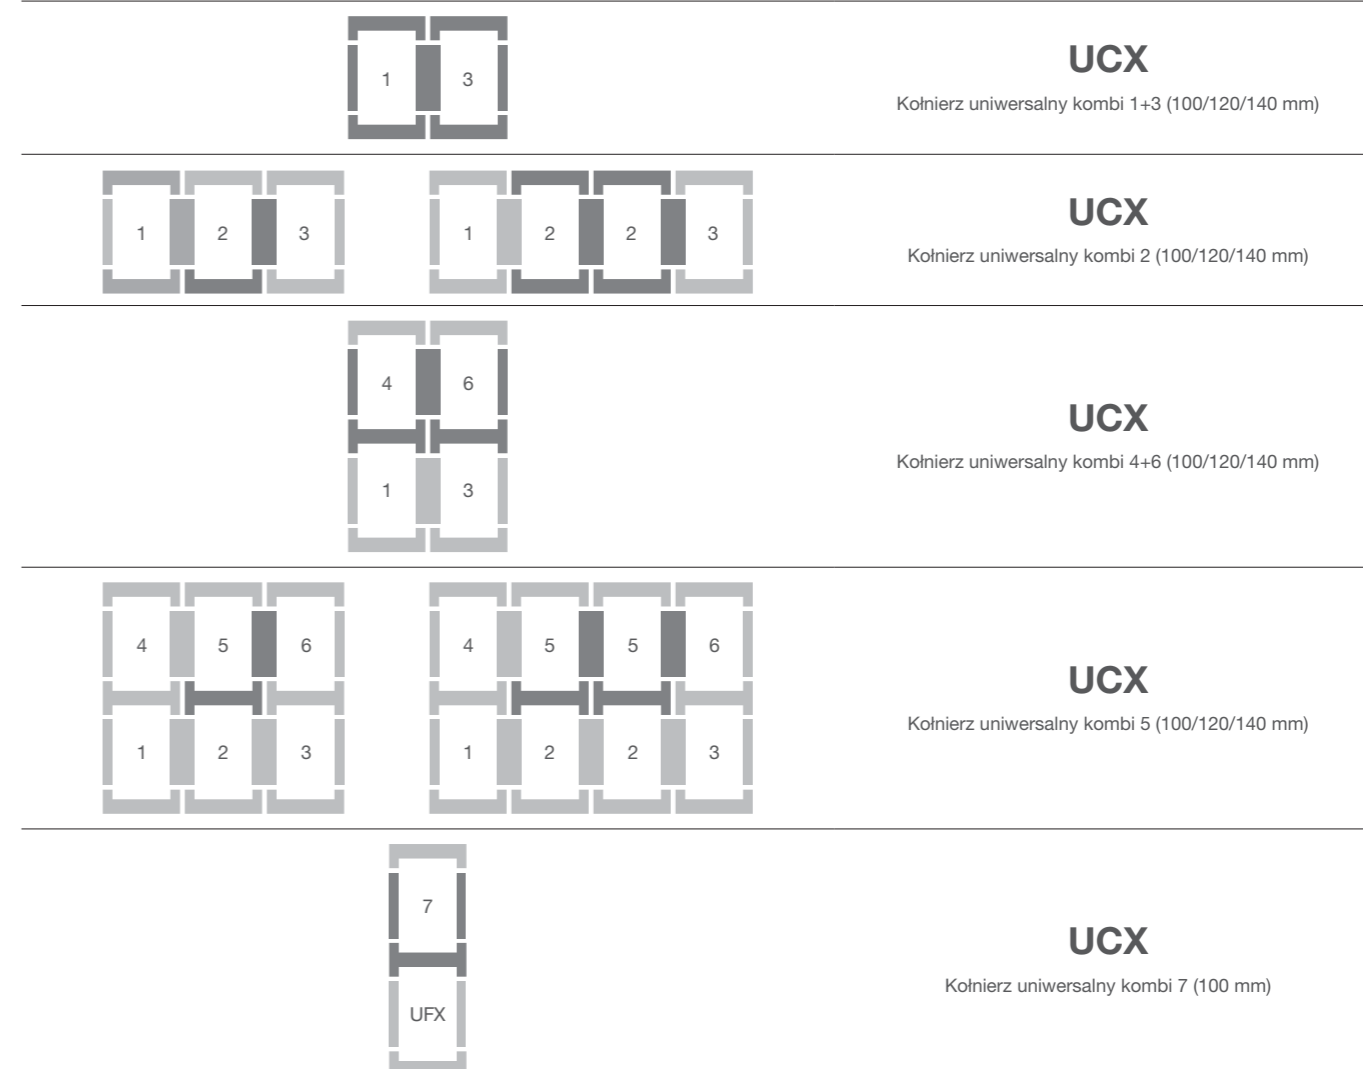 1 3
UCX
Kołnierz uniwersalny kombi 1+3 (100/120/140 mm)
1 2 3 1 2 2 3
UCX
Kołnierz uniwersalny kombi 2 (100/120/140 mm)
4 6
1 3
UCX
Kołnierz uniwersalny kombi 4+6 (100/120/140 mm)
4 5 6 4 5 5 6
1 2 3 1 2 2 3
UCX
Kołnierz uniwersalny kombi 5 (100/120/140 mm)
7
UFX
UCX
Kołnierz uniwersalny kombi 7 (100 mm)